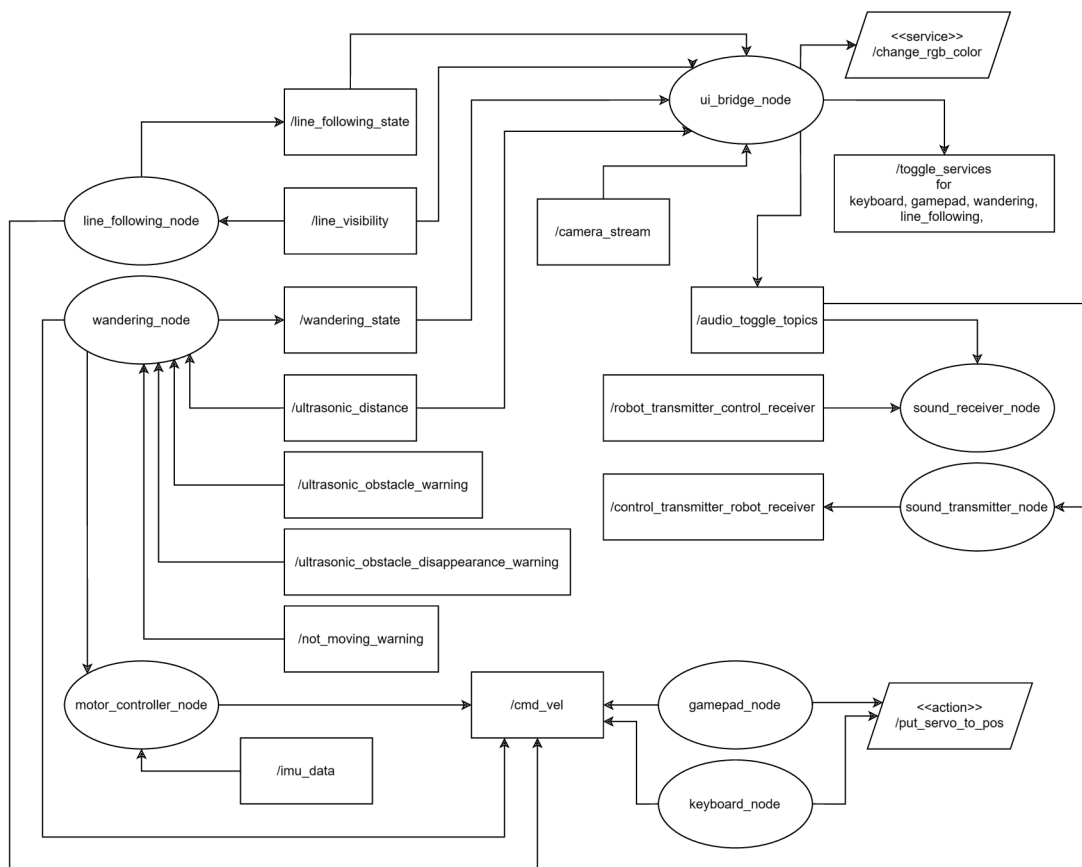 <<service>>
/change_rgb_color
ui_bridge_node
/line_following_state
/toggle_services
for
keyboard, gamepad, wandering,
line_following,
line_following_node
/line_visibility
/camera_stream
wandering_node
/wandering_state
/audio_toggle_topics
/ultrasonic_distance
/robot_transmitter_control_receiver
sound_receiver_node
/ultrasonic_obstacle_warning
/control_transmitter_robot_receiver
sound_transmitter_node
/ultrasonic_obstacle_disappearance_warning
/not_moving_warning
motor_controller_node
/cmd_vel
gamepad_node
<<action>>
/put_servo_to_pos
/imu_data
keyboard_node